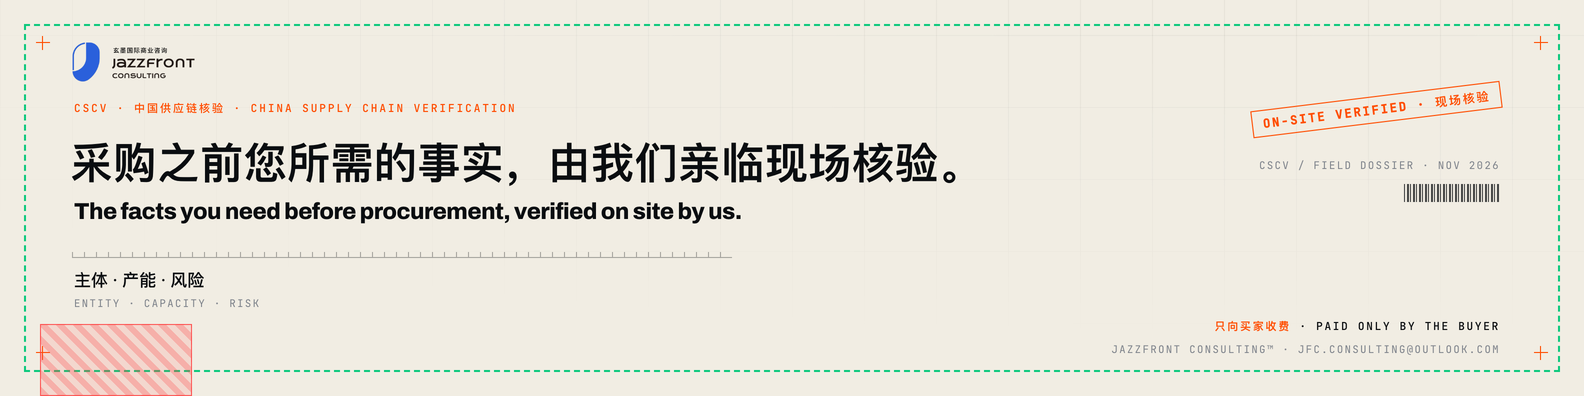 玄墨国际商业咨询
Jazzfront
CONSULTING
CSCV · 中国供应链核验 · CHINA SUPPLY CHAIN VERIFICATION
采购之前您所需的事实，由我们亲临现场核验。
The facts you need before procurement, verified on site by us.
主体 · 产能 · 风险
ENTITY · CAPACITY · RISK
ON-SITE VERIFIED · 现场核验
CSCV / FIELD DOSSIER · NOV 2026
只向买家收费 · PAID ONLY BY THE BUYER
JAZZFRONT CONSULTING™ · JFC.CONSULTING@OUTLOOK.COM